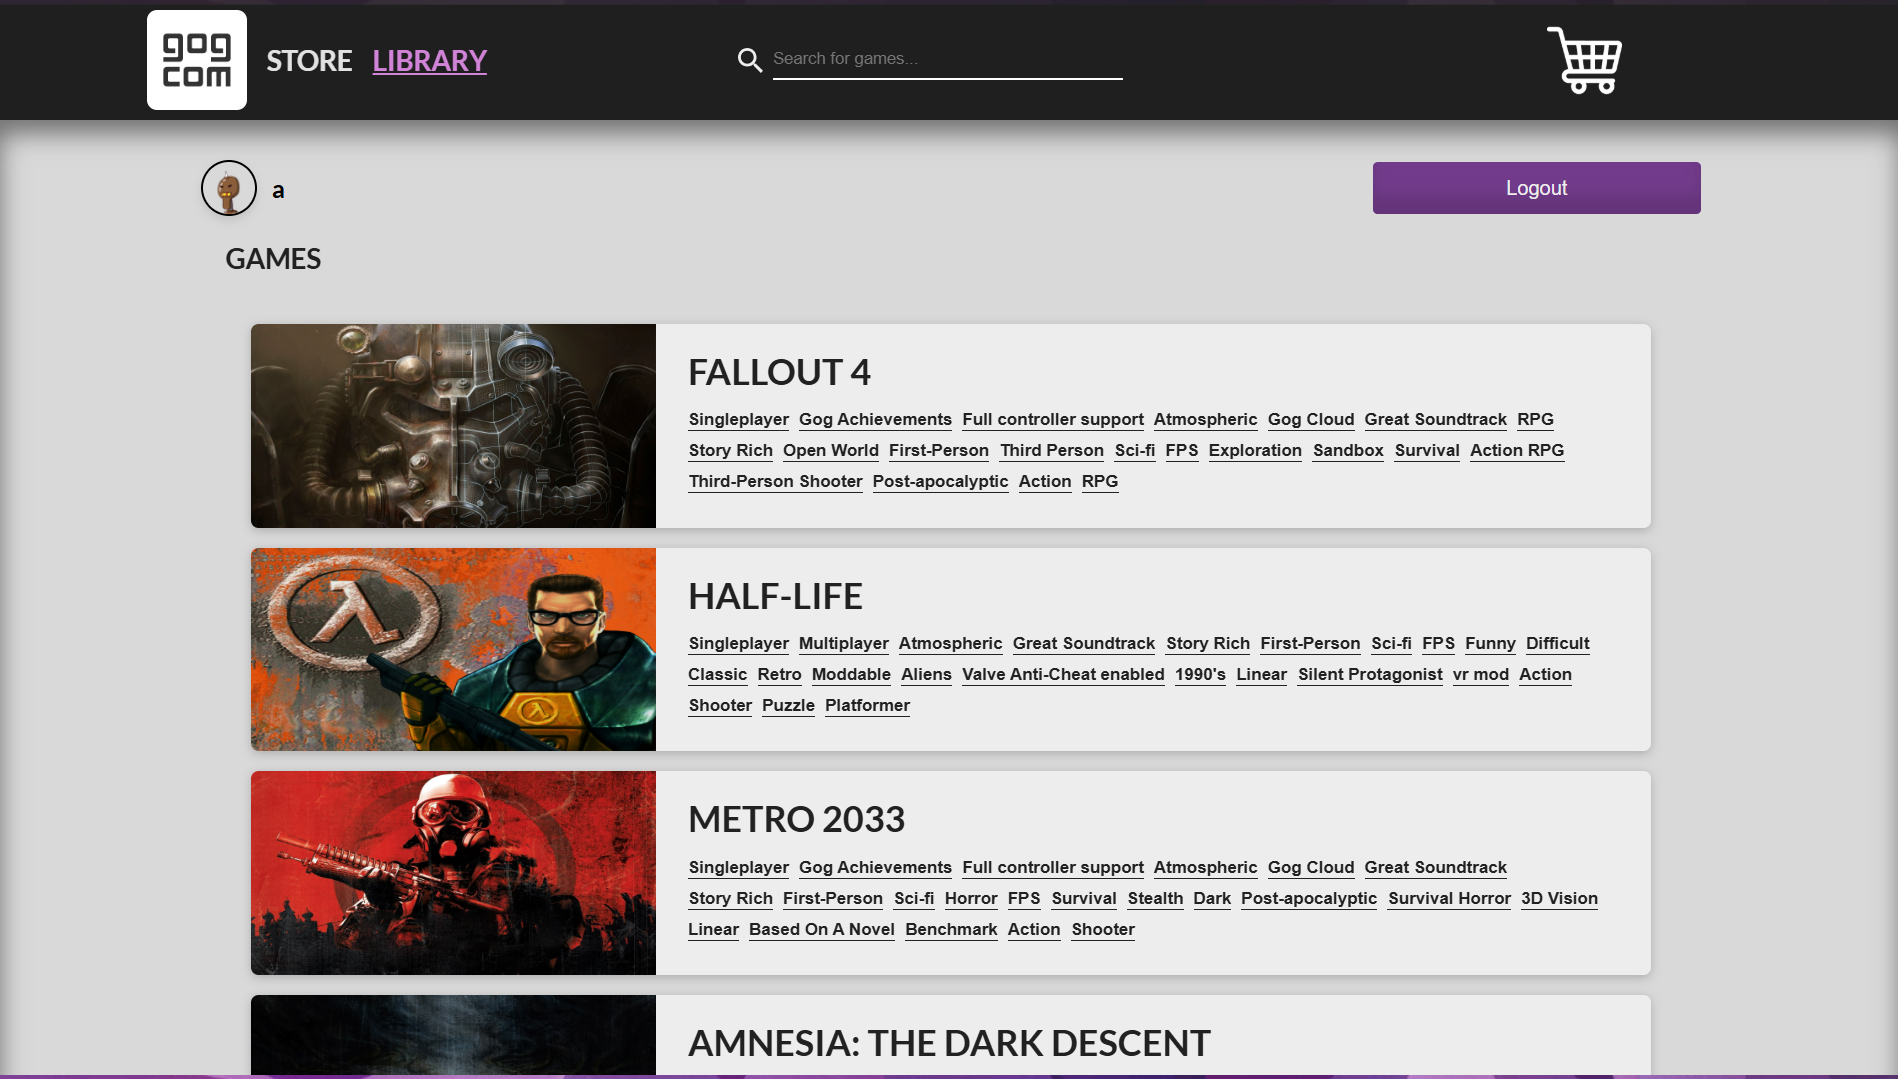 gog
com
STORE LIBRARY
Search for games...
a
Logout
GAMES
FALLOUT 4
Singleplayer Gog Achievements Full controller support Atmospheric Gog Cloud Great Soundtrack RPG
Story Rich Open World First-Person Third Person Sci-fi FPS Exploration Sandbox Survival Action RPG
Third-Person Shooter Post-apocalyptic Action RPG
HALF-LIFE
Singleplayer Multiplayer Atmospheric Great Soundtrack Story Rich First-Person Sci-fi FPS Funny Difficult
Classic Retro Moddable Aliens Valve Anti-Cheat enabled 1990's Linear Silent Protagonist vr mod Action
Shooter Puzzle Platformer
METRO 2033
Singleplayer Gog Achievements Full controller support Atmospheric Gog Cloud Great Soundtrack
Story Rich First-Person Sci-fi Horror FPS Survival Stealth Dark Post-apocalyptic Survival Horror 3D Vision
Linear Based On A Novel Benchmark Action Shooter
AMNESIA: THE DARK DESCENT